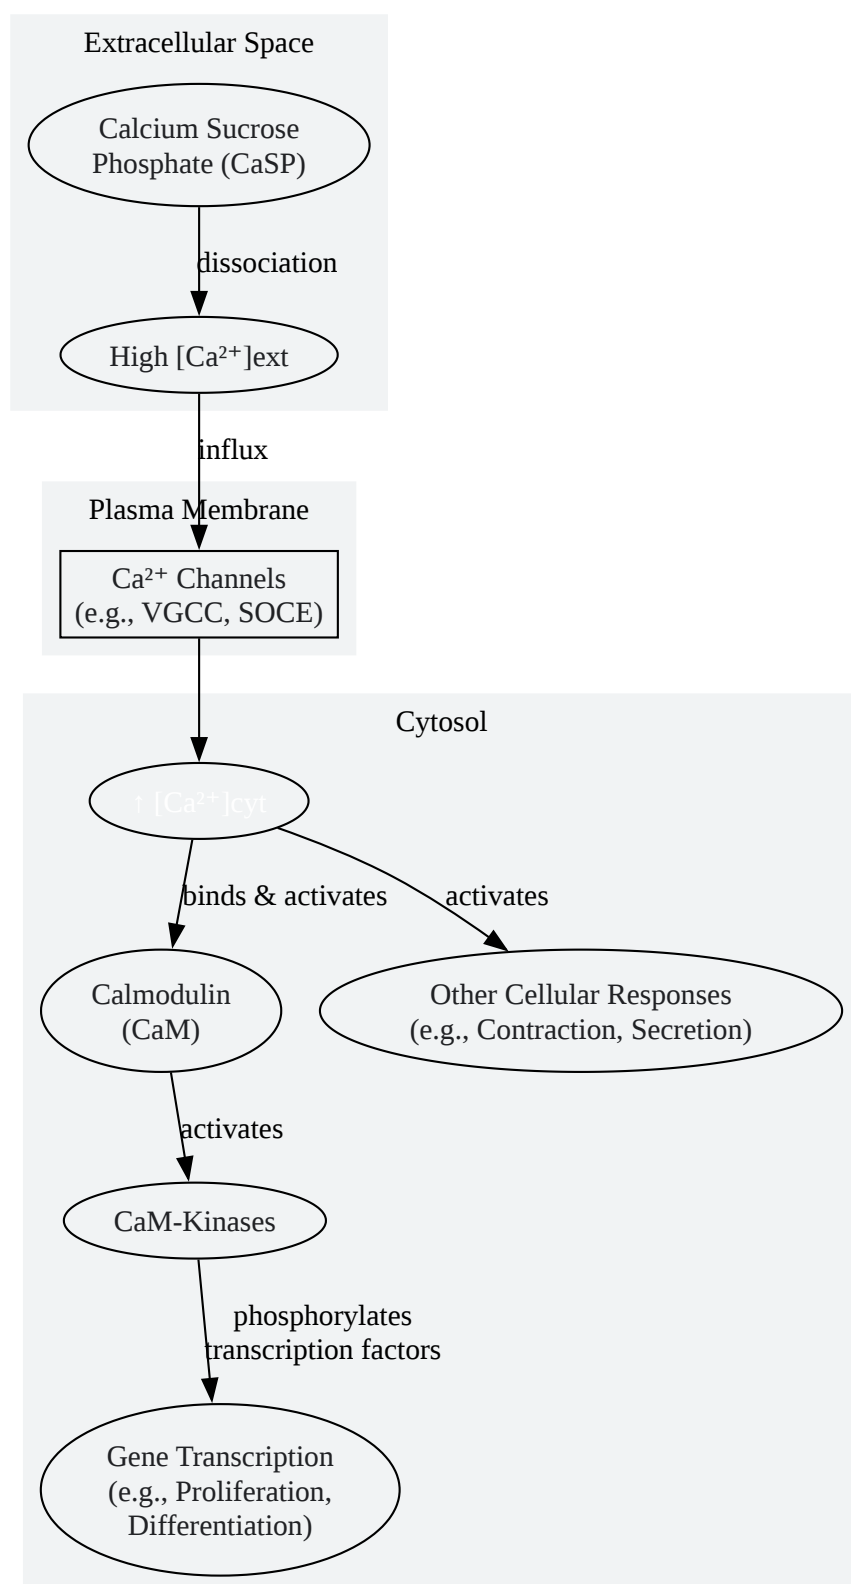 Extracellular Space
Calcium Sucrose
Phosphate (CaSP)
dissociation
High [Ca²⁺]ext
influx
Plasma Membrane
Ca²⁺ Channels
(e.g., VGCC, SOCE)
Cytosol
↑ [Ca²⁺]cyt
binds & activates
activates
Calmodulin
(CaM)
Other Cellular Responses
(e.g., Contraction, Secretion)
activates
CaM-Kinases
phosphorylates
transcription factors
Gene Transcription
(e.g., Proliferation,
Differentiation)